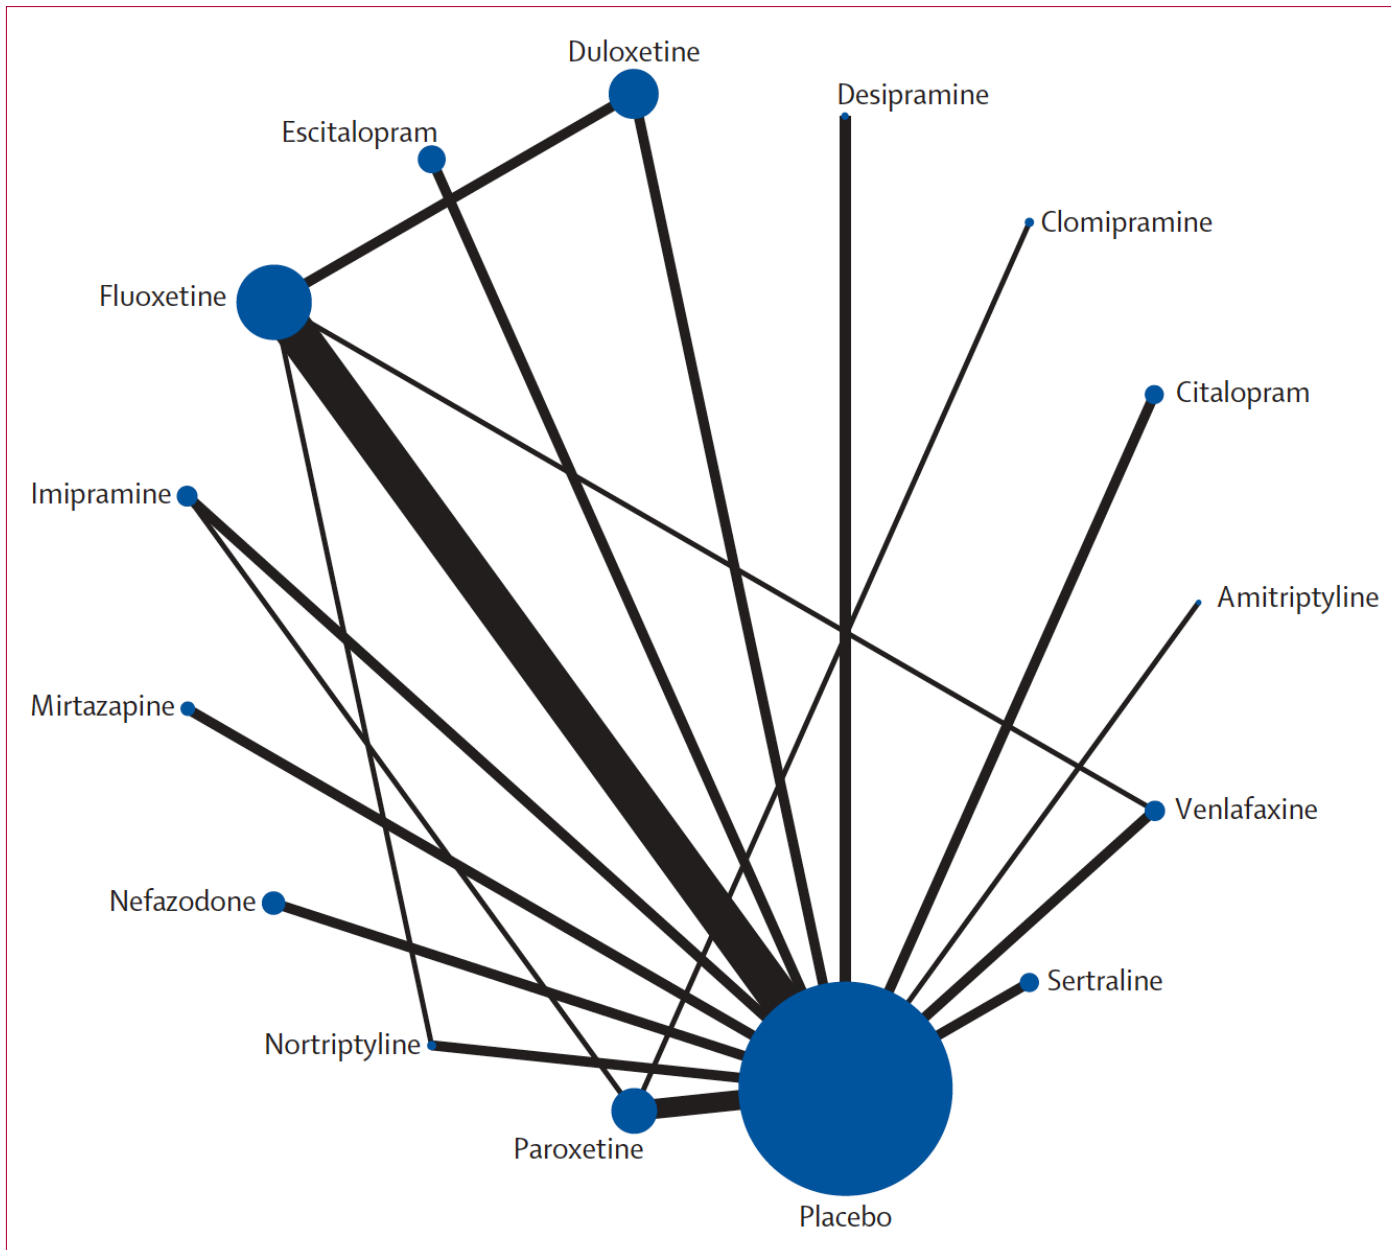 Duloxetine
Desipramine
Escitalopram
Clomipramine
Fluoxetine
Citalopram
Imipramine
Amitriptyline
Mirtazapine
Venlafaxine
Nefazodone
Sertraline
Nortriptyline
Paroxetine
Placebo